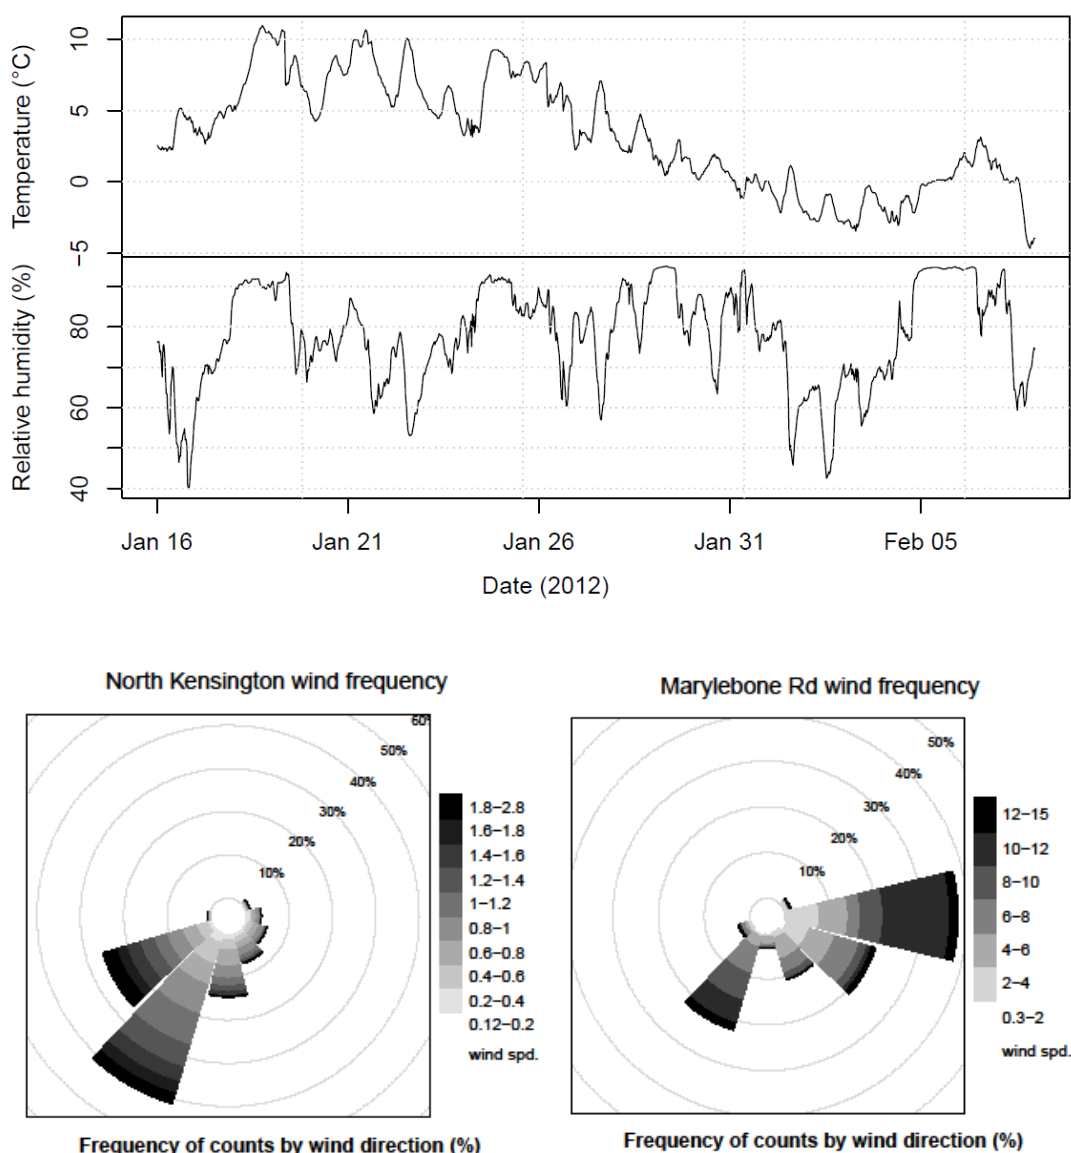 Temperature (°C)
10
5
0
−5
Relative humidity (%)
80
60
40
Jan 16
Jan 21
Jan 26
Jan 31
Feb 05
Date (2012)
North Kensington wind frequency
60%
50%
40%
30%
20%
10%
1.8−2.8
1.6−1.8
1.4−1.6
1.2−1.4
1−1.2
0.8−1
0.6−0.8
0.4−0.6
0.2−0.4
0.12−0.2
wind spd.
Frequency of counts by wind direction (%)
Marylebone Rd wind frequency
50%
40%
30%
20%
10%
12−15
10−12
8−10
6−8
4−6
2−4
0.3−2
wind spd.
Frequency of counts by wind direction (%)